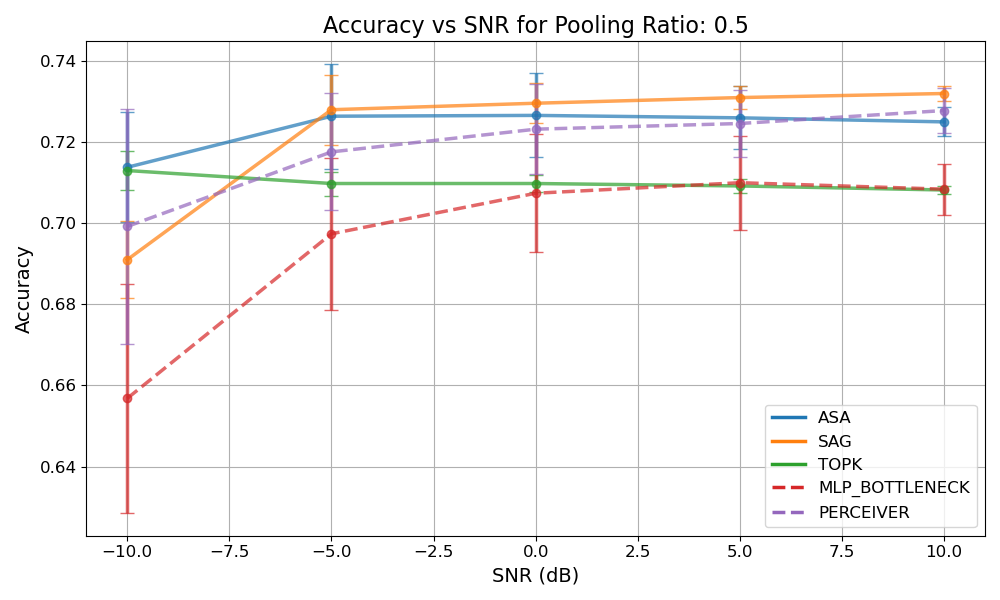 Accuracy vs SNR for Pooling Ratio: 0.5
0.74
0.72
0.70
0.68
0.66
0.64
Accuracy
−10.0 −7.5 −5.0 −2.5 0.0 2.5 5.0 7.5 10.0
SNR (dB)
ASA
SAG
TOPK
MLP_BOTTLENECK
PERCEIVER